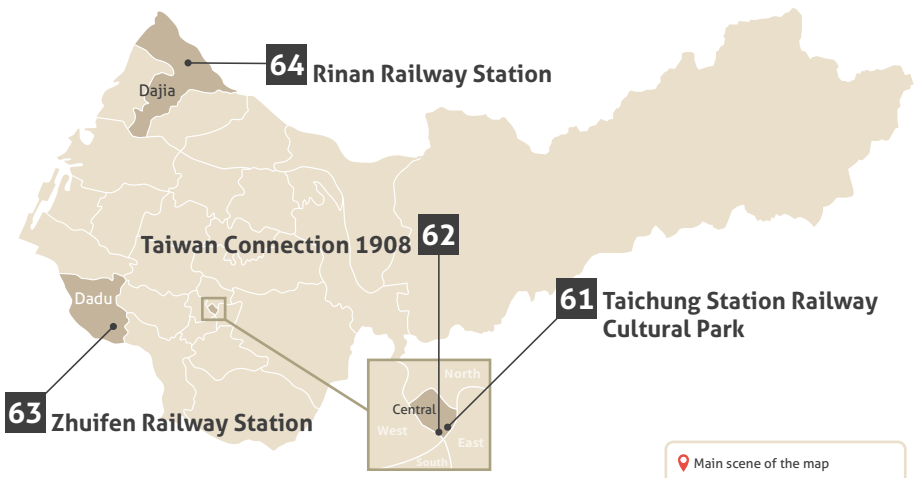 64 Rinan Railway Station
Dajia
Taiwan Connection 1908 62
Dadu
61 Taichung Station Railway
Cultural Park
North
Central
West
East
South
63 Zhuifen Railway Station
Main scene of the map